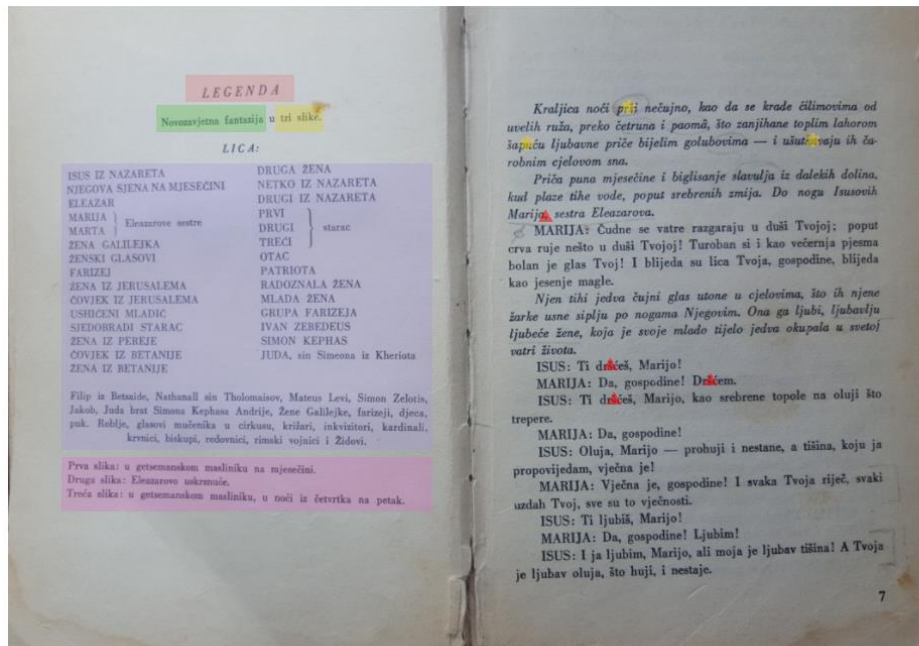 LEGENDA
Novozavjetna fantazija u tri slike.
LICA:
ISUS IZ NAZARETA
NJEGOVA SJENA NA MJESEČINI
ELEAZAR
MARIJA
MARTA
Eleazarove sestre
ŽENA GALILEJKA
ŽENSKI GLASOVI
FARIZEJ
ŽENA IZ JERUSALEMA
ČOVJEK IZ JERUSALEMA
USHIĆENI MLADIĆ
SJEDOBRADI STARAC
ŽENA IZ PEREJE
ČOVJEK IZ BETANIJE
ŽENA IZ BETANIJE
DRUGA ŽENA
NETKO IZ NAZARETA
DRUGI IZ NAZARETA
PRVI
DRUGI
TREĆI
starac
OTAC
PATRIOTA
RADOZNALA ŽENA
MLADA ŽENA
GRUPA FARIZEJA
IVAN ZEBEDEUS
SIMON KEPHAS
JUDA, sin Simeona iz Kheriota
Filip iz Betsaide, Nathanail sin Tholomaisov, Mateus Levi, Simon Zelotis,
Jakob, Juda brat Simona Kephasa Andrije, Žene Galilejke, farizeji, djeca,
puk. Roblje, glasovi mučenika u cirkusu, križari, inkvizitori, kardinali,
krvnici, biskupi, redovnici, rimski vojnici i Židovi.
Prva slika: u getsemanskom masliniku na mjesečini.
Druga slika: Eleazarovo uskrsnuće.
Treća slika: u getsemanskom masliniku, u noći iz četvrtka na petak.
Kraljica noći prži nečujno, kao da se krade ćilimovima od
uvelih ruža, preko četruna i paomâ, što zanjihane toplim lahorom
šapuću ljubavne priče bijelim golubovima — i ušutkavaju ih ča-
robnim cjelovom sna.
Priča puna mjesečine i biglisanje slavulja iz dalekih dolina,
kud plaze tihe vode, poput srebrenih zmija. Do nogu Isusovih
Marija, sestra Eleazarova.
MARIJA: Čudne se vatre razgaraju u duši Tvojoj; poput
crva ruje nešto u duši Tvojoj! Turoban si i kao večernja pjesma
bolan je glas Tvoj! I blijeda su lica Tvoja, gospodine, blijeda
kao jesenje magle.
Njen tihi jedva čujni glas utone u cjelovima, što ih njene
žarke usne siplju po nogama Njegovim. Ona ga ljubi, ljubavlju
ljubeće žene, koja je svoje mlado tijelo jedva okupala u svetoj
vatri života.
ISUS: Ti dršćeš, Marijo!
MARIJA: Da, gospodine! Dršćem.
ISUS: Ti dršćeš, Marijo, kao srebrene topole na oluji što
trepere.
MARIJA: Da, gospodine!
ISUS: Oluja, Marijo — prohuji i nestane, a tišina, koju ja
propovijedam, vječna je!
MARIJA: Vječna je, gospodine! I svaka Tvoja riječ, svaki
uzdah Tvoj, sve su to vječnosti.
ISUS: Ti ljubiš, Marijo!
MARIJA: Da, gospodine! Ljubim!
ISUS: I ja ljubim, Marijo, ali moja je ljubav tišina! A Tvoja
je ljubav oluja, što huji, i nestaje.
7